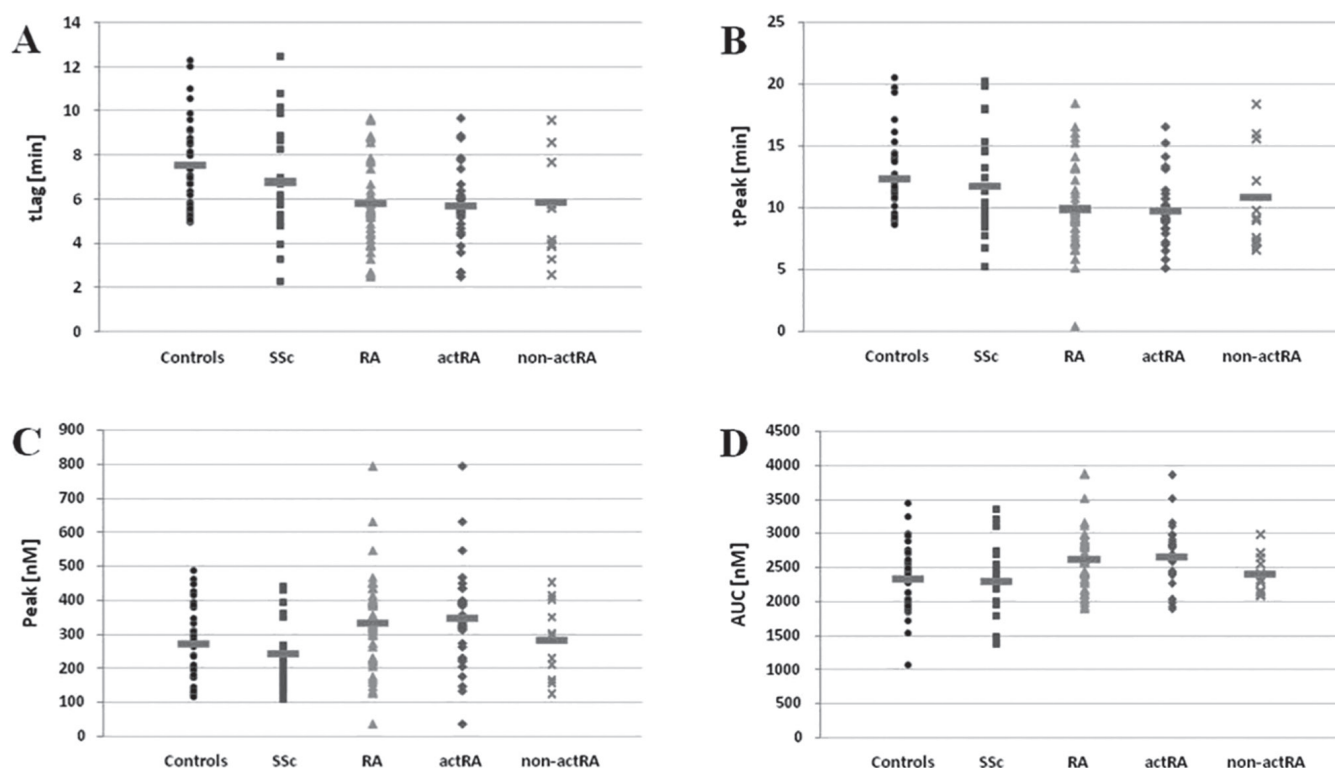 A
tLag [min]
14
12
10
8
6
4
2
0
Controls SSc RA actRA non-actRA
B
tPeak [min]
25
20
15
10
5
0
Controls SSc RA actRA non-actRA
C
Peak [nM]
900
800
700
600
500
400
300
200
100
0
Controls SSc RA actRA non-actRA
D
AUC [nM]
4500
4000
3500
3000
2500
2000
1500
1000
500
0
Controls SSc RA actRA non-actRA